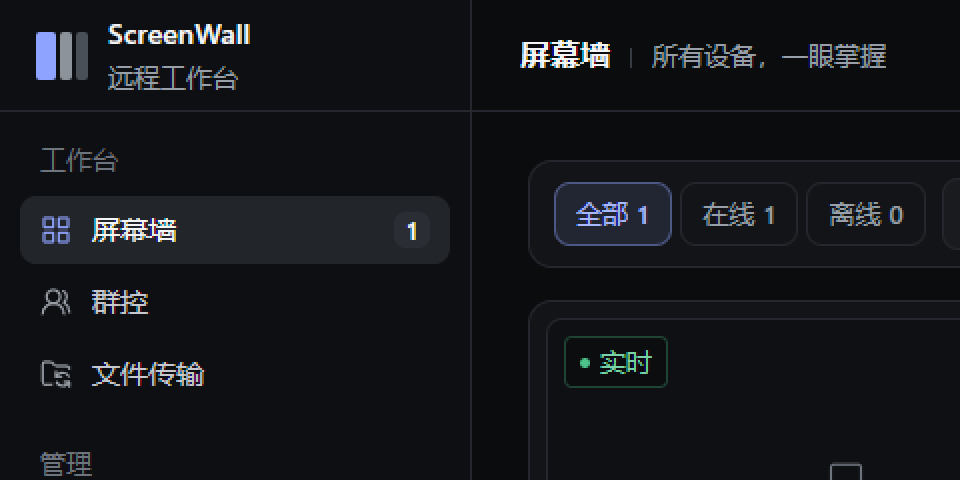 ScreenWall
远程工作台
屏幕墙 | 所有设备，一眼掌握
工作台
屏幕墙 1
群控
文件传输
管理
全部 1 在线 1 离线 0
实时